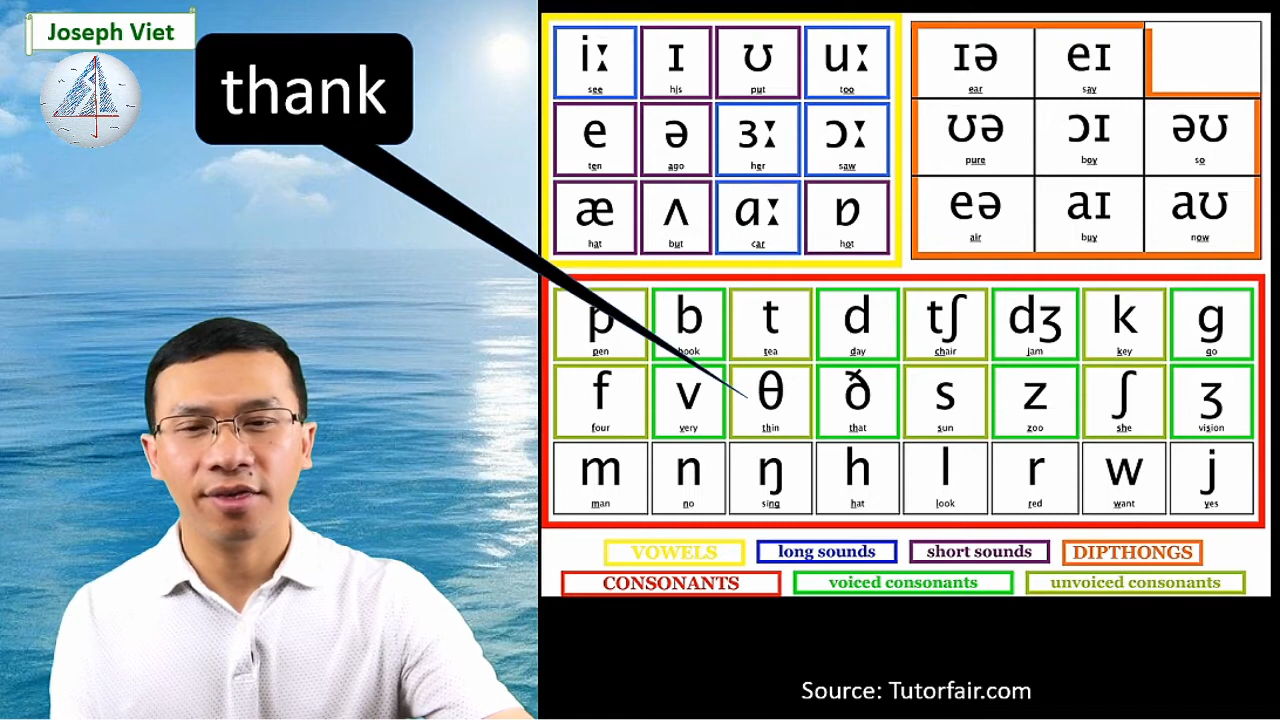 Joseph Viet
thank
iː ɪ ʊ uː
see his put too
e ə ɜː ɔː
ten ago her saw
æ ʌ ɑː ɒ
hat but car hot
ɪə eɪ
ear say
ʊə ɔɪ əʊ
pure boy so
eə aɪ aʊ
air buy now
p b t d tʃ dʒ k g
pen book tea day chair jam key go
f v θ ð s z ʃ ʒ
four very thin that sun zoo she vision
m n ŋ h l r w j
man no sing hat look red want yes
VOWELS long sounds short sounds DIPTHONGS
CONSONANTS voiced consonants unvoiced consonants
Source: Tutorfair.com